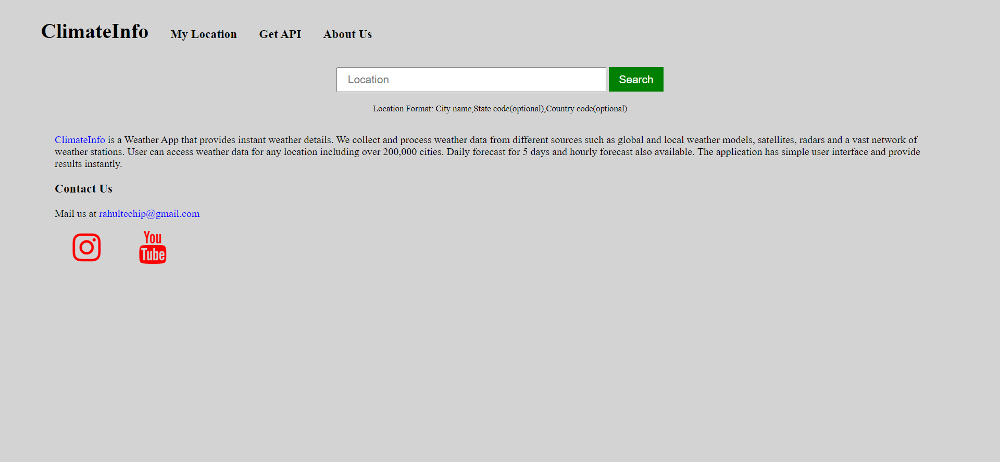 ClimateInfo My Location Get API About Us
Location Search
Location Format: City name,State code(optional),Country code(optional)
ClimateInfo is a Weather App that provides instant weather details. We collect and process weather data from different sources such as global and local weather models, satellites, radars and a vast network of
weather stations. User can access weather data for any location including over 200,000 cities. Daily forecast for 5 days and hourly forecast also available. The application has simple user interface and provide
results instantly.
Contact Us
Mail us at rahultechip@gmail.com
You
Tube